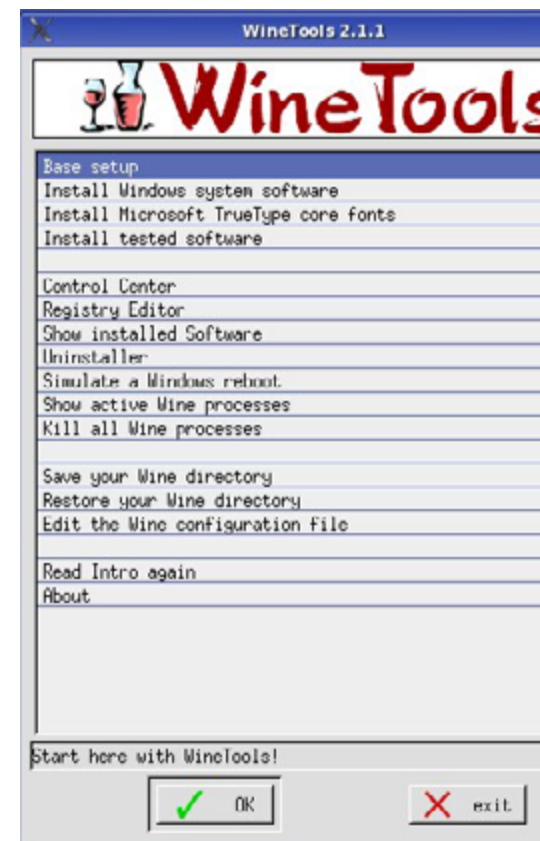 WineTools 2.1.1
WineTools
Base setup
Install Windows system software
Install Microsoft TrueType core fonts
Install tested software
Control Center
Registry Editor
Show installed Software
Uninstaller
Simulate a Windows reboot
Show active Wine processes
Kill all Wine processes
Save your Wine directory
Restore your Wine directory
Edit the Wine configuration file
Read Intro again
About
Start here with WineTools!
OK
exit